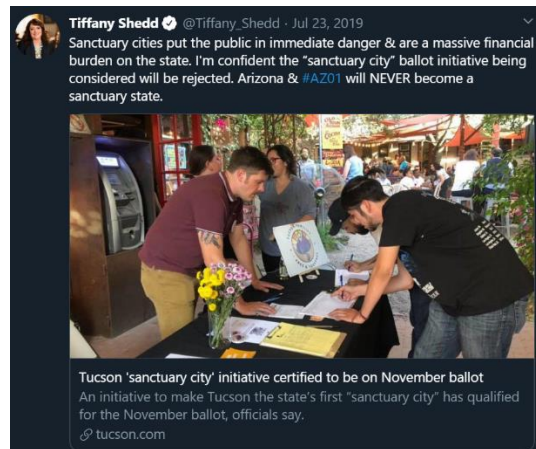 Tiffany Shedd @Tiffany_Shedd · Jul 23, 2019
Sanctuary cities put the public in immediate danger & are a massive financial
burden on the state. I'm confident the "sanctuary city" ballot initiative being
considered will be rejected. Arizona & #AZ01 will NEVER become a
sanctuary state.
Tucson 'sanctuary city' initiative certified to be on November ballot
An initiative to make Tucson the state's first "sanctuary city" has qualified
for the November ballot, officials say.
tucson.com